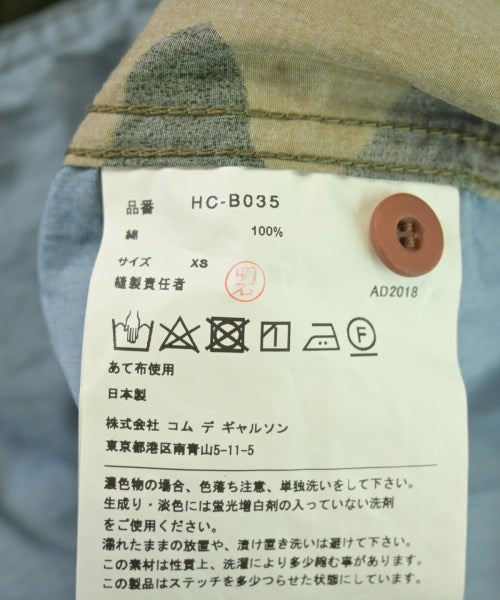 品番 HC-B035
綿 100%
サイズ XS
縫製責任者 明石
AD2018
F
あて布使用
日本製
株式会社 コム デ ギャルソン
東京都港区南青山5-11-5
濃色物の場合、色落ち注意、単独洗いをして下さい。
生成り・淡色には蛍光増白剤の入っていない洗剤
をご使用ください。
濡れたままの放置や、漬け置き洗いは避けて下さい。
この素材は性質上、洗濯により多少縮む事があります。
この製品はステッチを多少つらせた状態にしています。